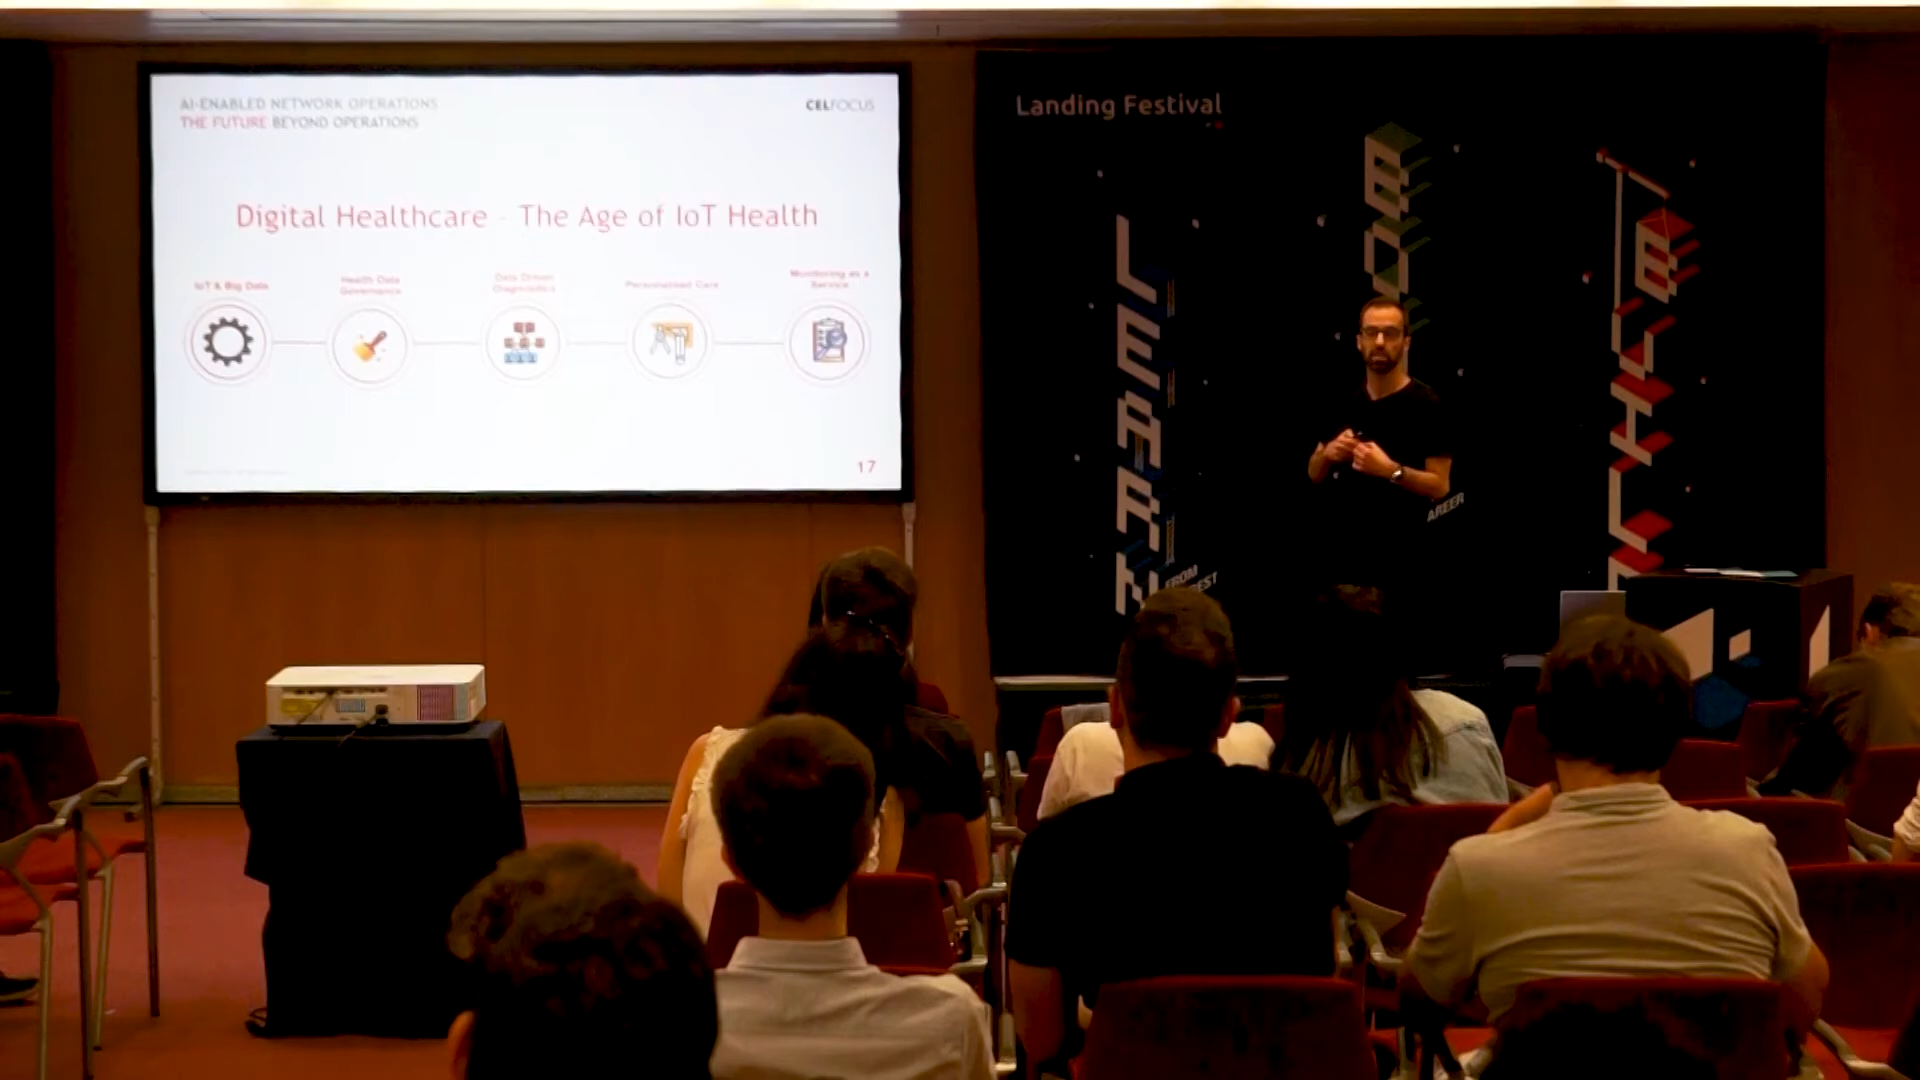 AI-ENABLED NETWORK OPERATIONS
THE FUTURE BEYOND OPERATIONS
CELFOCUS
Digital Healthcare - The Age of IoT Health
IoT & Big Data
Health Data
Governance
Data Driven
Diagnostics
Personalised Care
Monitoring as a
Service
17
Landing Festival
LEARN
FROM
BEST
AREER